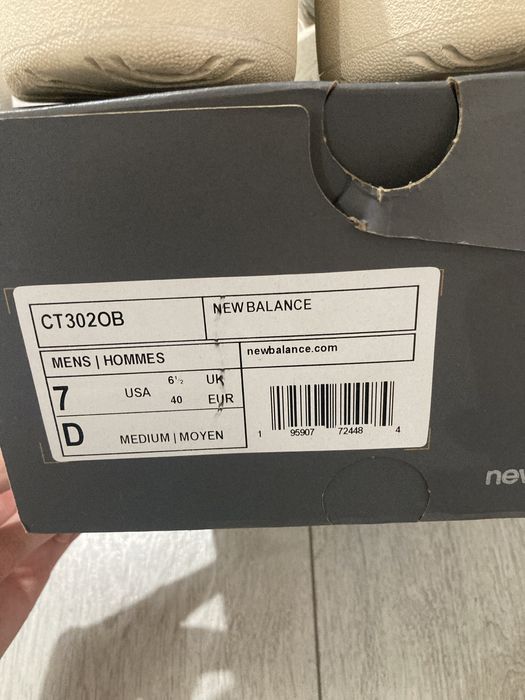 CT302OB
NEW BALANCE
MENS | HOMMES
newbalance.com
7 USA 6½ UK
40 EUR
D MEDIUM | MOYEN
1 95907 72448 4
new